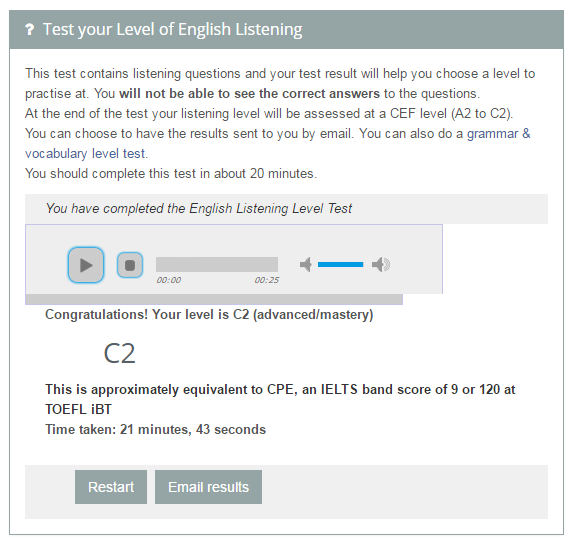 ? Test your Level of English Listening
This test contains listening questions and your test result will help you choose a level to
practise at. You will not be able to see the correct answers to the questions.
At the end of the test your listening level will be assessed at a CEF level (A2 to C2).
You can choose to have the results sent to you by email. You can also do a grammar &
vocabulary level test.
You should complete this test in about 20 minutes.
You have completed the English Listening Level Test
00:00 00:25
Congratulations! Your level is C2 (advanced/mastery)
C2
This is approximately equivalent to CPE, an IELTS band score of 9 or 120 at
TOEFL iBT
Time taken: 21 minutes, 43 seconds
Restart Email results